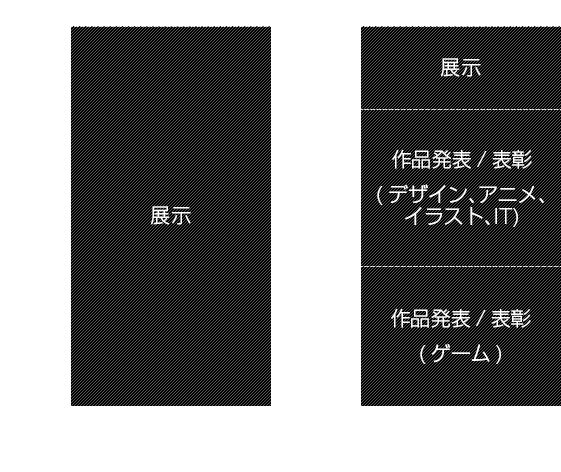 展示
展示
作品発表 / 表彰
( デザイン、アニメ、
イラスト、IT)
作品発表 / 表彰
( ゲーム )